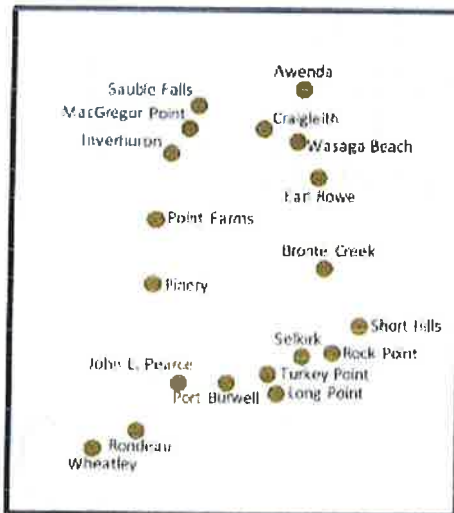 Awenda
Sauble Falls
MacGregor Point
Craigleith
Inverhuron
Wasaga Beach
Earl Rowe
Point Farms
Bronte Creek
Pinery
Short Hills
Selkirk
Rock Point
John E. Pearce
Turkey Point
Port Burwell
Long Point
Rondeau
Wheatley